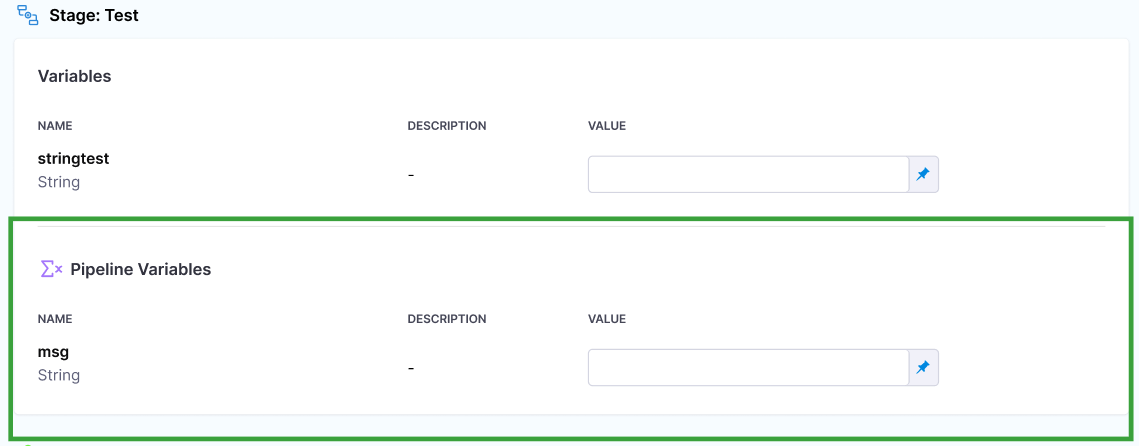 Stage: Test
Variables
NAME DESCRIPTION VALUE
stringtest
String -
Pipeline Variables
NAME DESCRIPTION VALUE
msg
String -